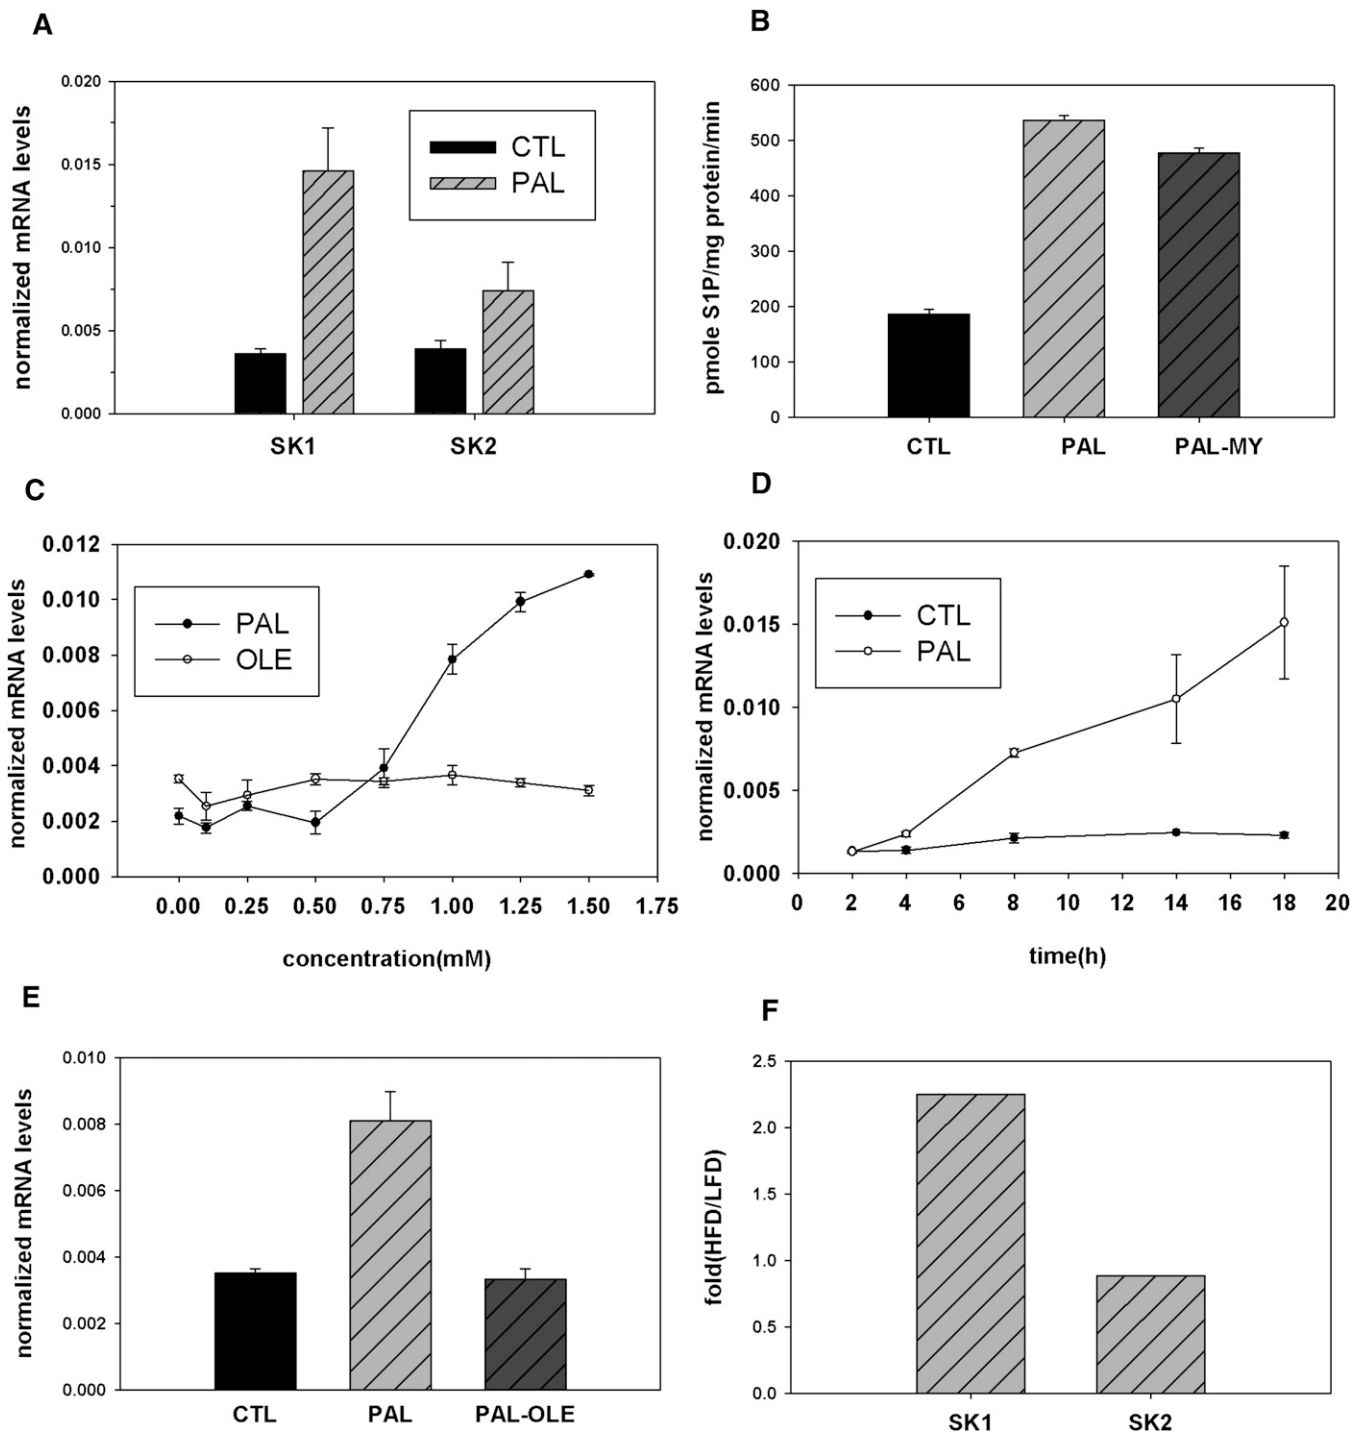 A
normalized mRNA levels
0.020
0.015
0.010
0.005
0.000
CTL
PAL
SK1 SK2
B
pmole S1P/mg protein/min
600
500
400
300
200
100
0
CTL PAL PAL-MY
C
normalized mRNA levels
0.012
0.010
0.008
0.006
0.004
0.002
0.000
PAL
OLE
0.00 0.25 0.50 0.75 1.00 1.25 1.50 1.75
concentration(mM)
D
normalized mRNA levels
0.020
0.015
0.010
0.005
0.000
CTL
PAL
0 2 4 6 8 10 12 14 16 18 20
time(h)
E
normalized mRNA levels
0.010
0.008
0.006
0.004
0.002
0.000
CTL PAL PAL-OLE
F
fold(HFD/LFD)
2.5
2.0
1.5
1.0
0.5
0.0
SK1 SK2